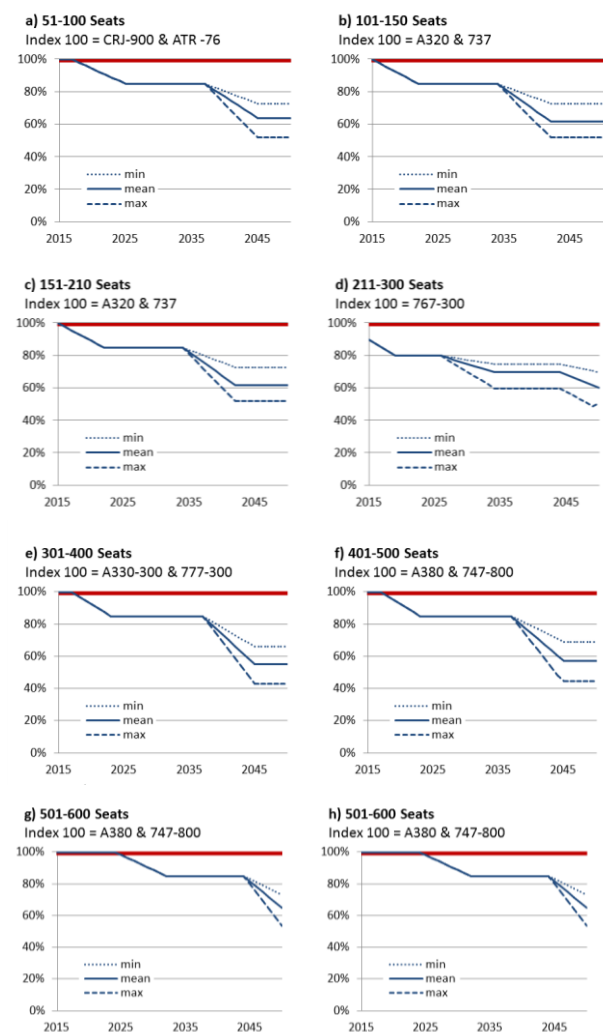 a) 51-100 Seats
Index 100 = CRJ-900 & ATR -76
100%
80%
60%
40%
20%
0%
min
mean
max
2015 2025 2035 2045
b) 101-150 Seats
Index 100 = A320 & 737
100%
80%
60%
40%
20%
0%
min
mean
max
2015 2025 2035 2045
c) 151-210 Seats
Index 100 = A320 & 737
100%
80%
60%
40%
20%
0%
min
mean
max
2015 2025 2035 2045
d) 211-300 Seats
Index 100 = 767-300
100%
80%
60%
40%
20%
0%
min
mean
max
2015 2025 2035 2045
e) 301-400 Seats
Index 100 = A330-300 & 777-300
100%
80%
60%
40%
20%
0%
min
mean
max
2015 2025 2035 2045
f) 401-500 Seats
Index 100 = A380 & 747-800
100%
80%
60%
40%
20%
0%
min
mean
max
2015 2025 2035 2045
g) 501-600 Seats
Index 100 = A380 & 747-800
100%
80%
60%
40%
20%
0%
min
mean
max
2015 2025 2035 2045
h) 501-600 Seats
Index 100 = A380 & 747-800
100%
80%
60%
40%
20%
0%
min
mean
max
2015 2025 2035 2045